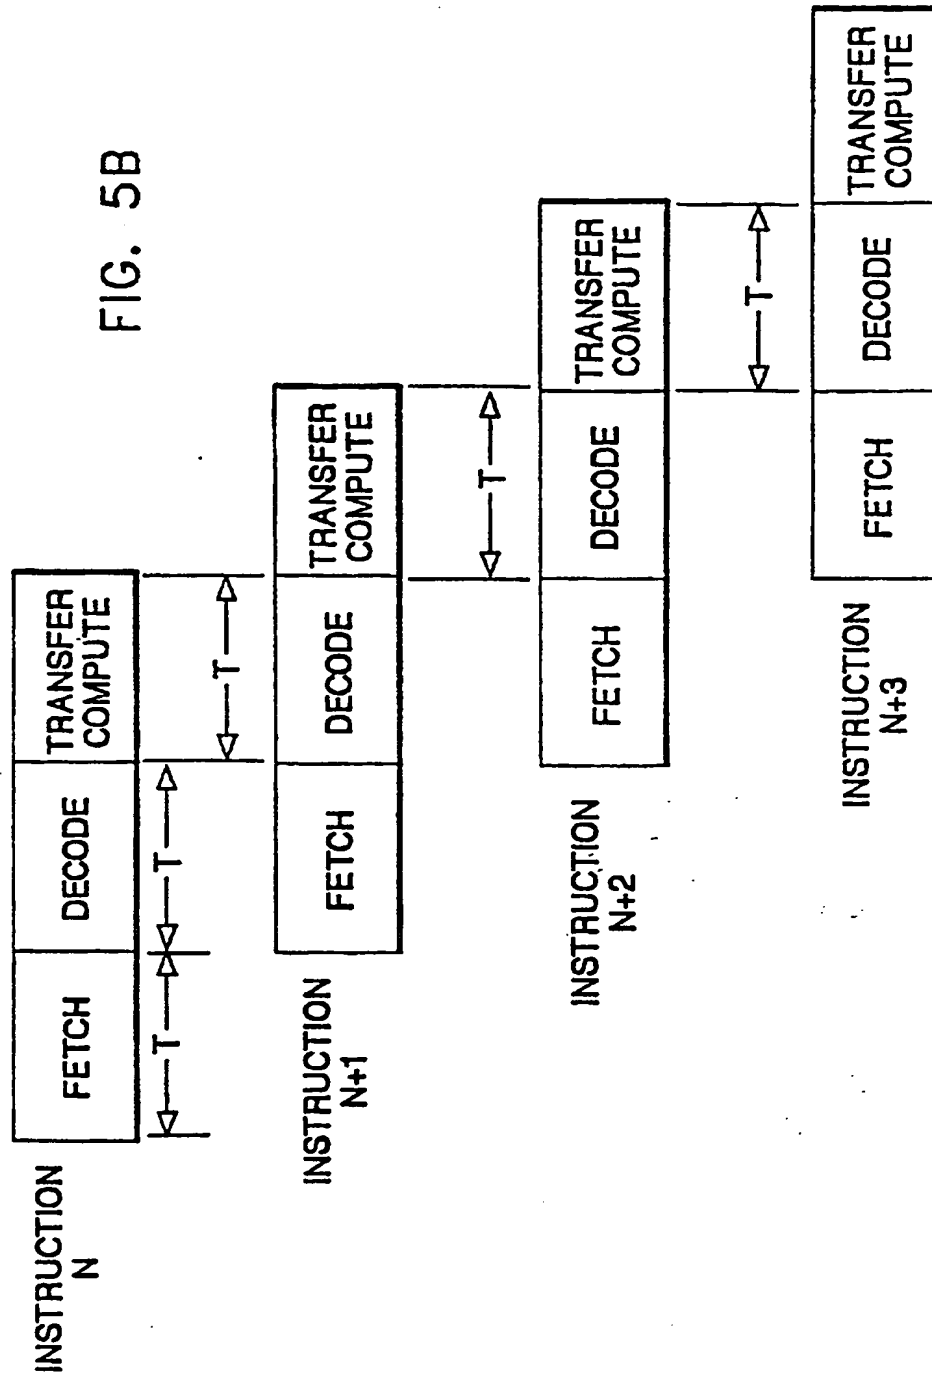 FIG. 5B
INSTRUCTION
N
FETCH
DECODE
TRANSFER
COMPUTE
T
T
T
INSTRUCTION
N+1
FETCH
DECODE
TRANSFER
COMPUTE
T
INSTRUCTION
N+2
FETCH
DECODE
TRANSFER
COMPUTE
T
INSTRUCTION
N+3
FETCH
DECODE
TRANSFER
COMPUTE